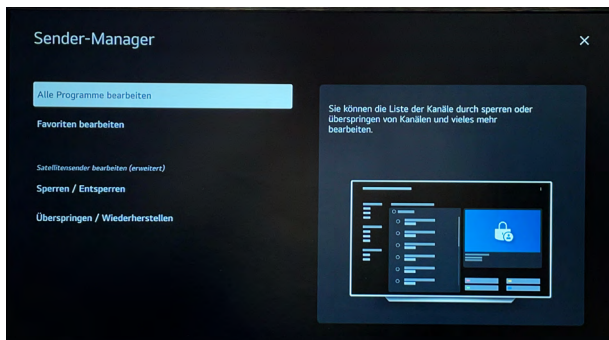 Sender-Manager
Alle Programme bearbeiten
Favoriten bearbeiten
Satellitensender bearbeiten (erweitert)
Sperren / Entsperren
Überspringen / Wiederherstellen
Sie können die Liste der Kanäle durch sperren oder
überspringen von Kanälen und vieles mehr
bearbeiten.